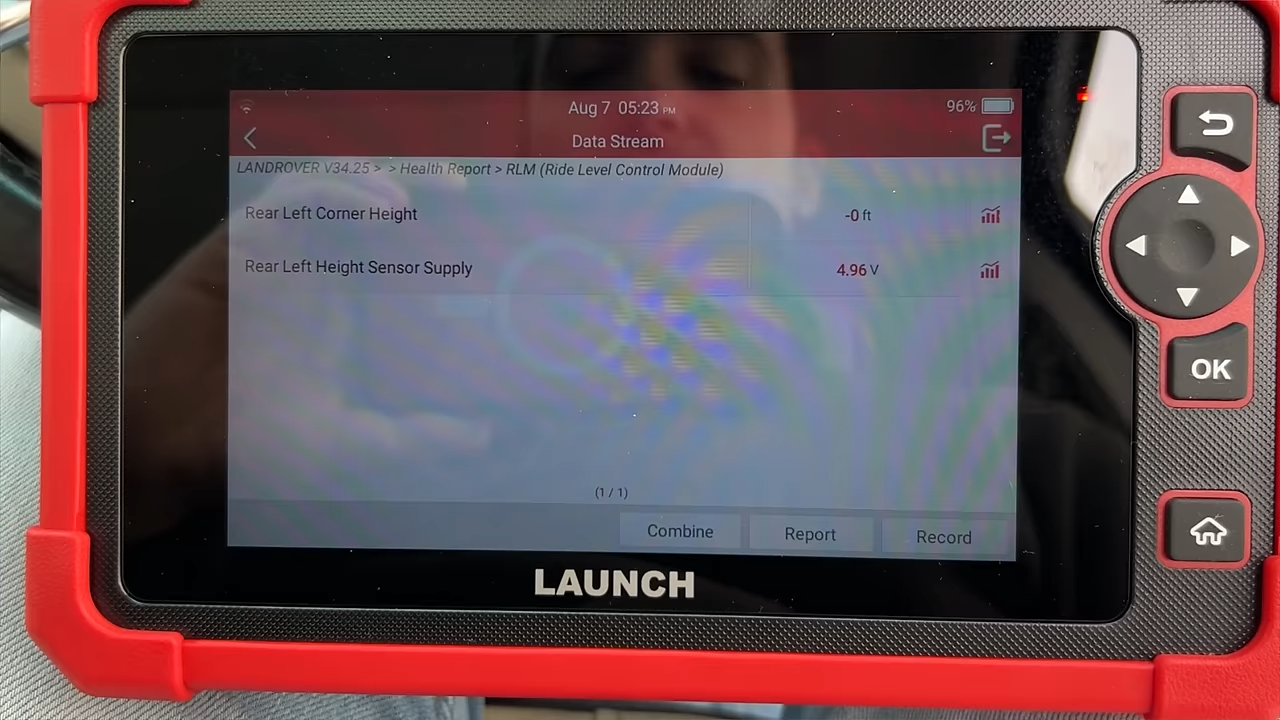 Aug 7 05:23 PM 96%
Data Stream
LANDROVER V34.25 > > Health Report > RLM (Ride Level Control Module)
Rear Left Corner Height -0 ft
Rear Left Height Sensor Supply 4.96 V
(1 / 1)
Combine Report Record
LAUNCH
OK